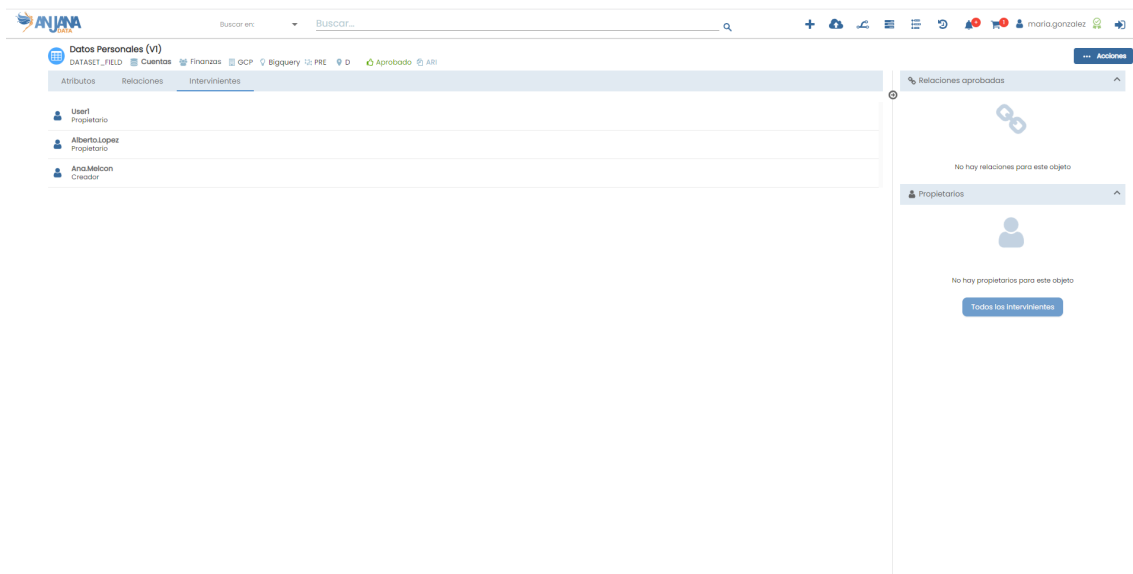 ANJANA
DATA
Buscar en:
Buscar...
maria.gonzalez
Datos Personales (V1)
DATASET_FIELD Cuentas Finanzas GCP Bigquery PRE D Aprobado ARI
Acciones
Atributos Relaciones Intervinientes
User1
Propietario
Alberto.Lopez
Propietario
Ana.Melcon
Creador
Relaciones aprobadas
No hay relaciones para este objeto
Propietarios
No hay propietarios para este objeto
Todos los Intervinientes